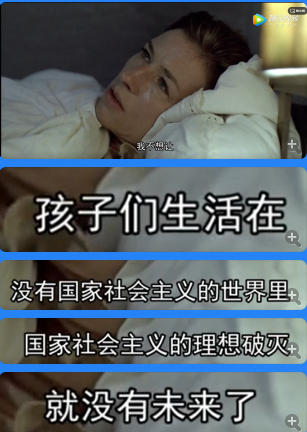 我不想让
孩子们生活在
没有国家社会主义的世界里
国家社会主义的理想破灭
就没有未来了